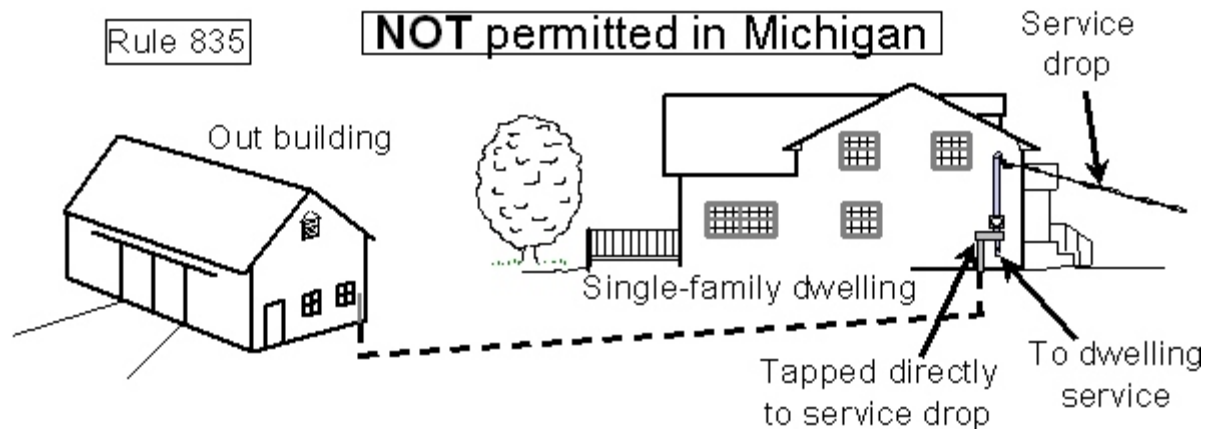 Rule 835
NOT permitted in Michigan
Service
drop
Out building
Single-family dwelling
Tapped directly
to service drop
To dwelling
service